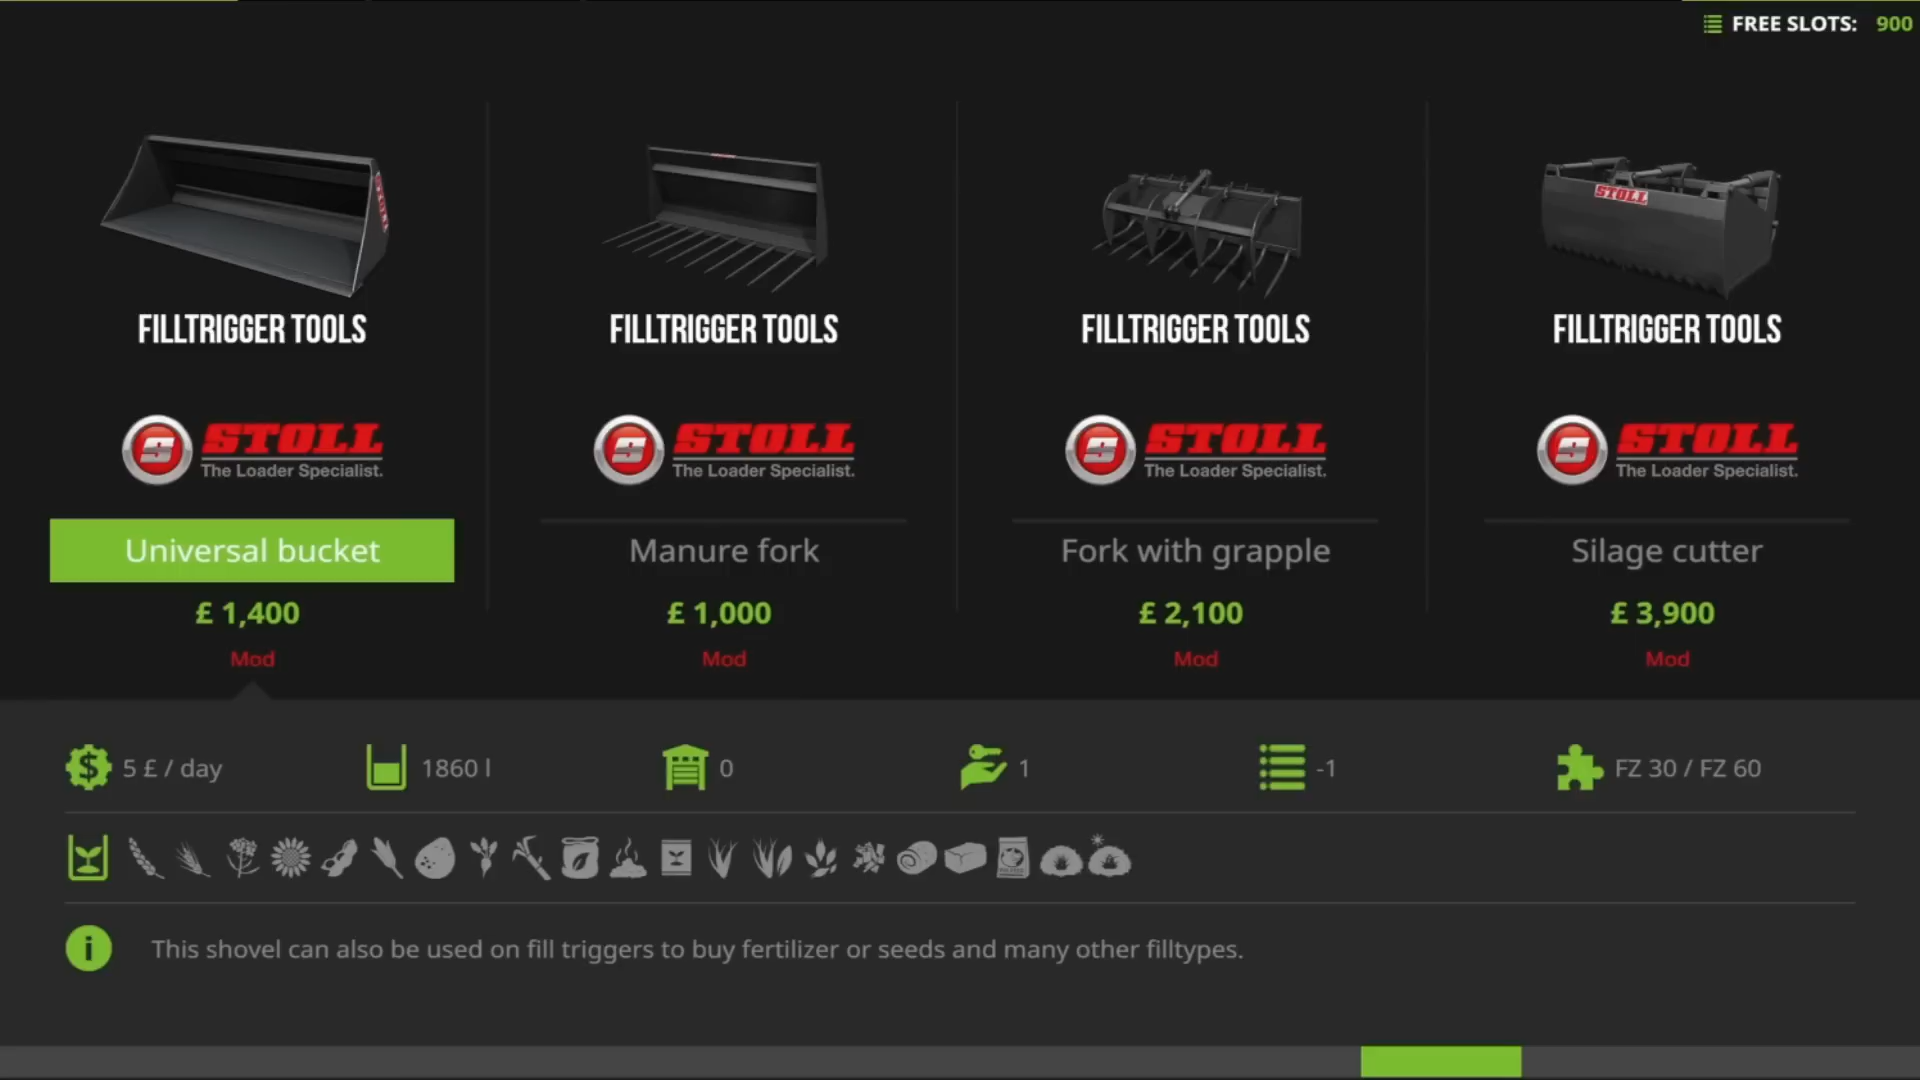 FREE SLOTS: 900
FILLTRIGGER TOOLS
FILLTRIGGER TOOLS
FILLTRIGGER TOOLS
FILLTRIGGER TOOLS
STOLL
The Loader Specialist.
STOLL
The Loader Specialist.
STOLL
The Loader Specialist.
STOLL
The Loader Specialist.
Universal bucket
Manure fork
Fork with grapple
Silage cutter
£ 1,400
£ 1,000
£ 2,100
£ 3,900
Mod
Mod
Mod
Mod
5 £ / day
1860 l
0
1
-1
FZ 30 / FZ 60
This shovel can also be used on fill triggers to buy fertilizer or seeds and many other filltypes.